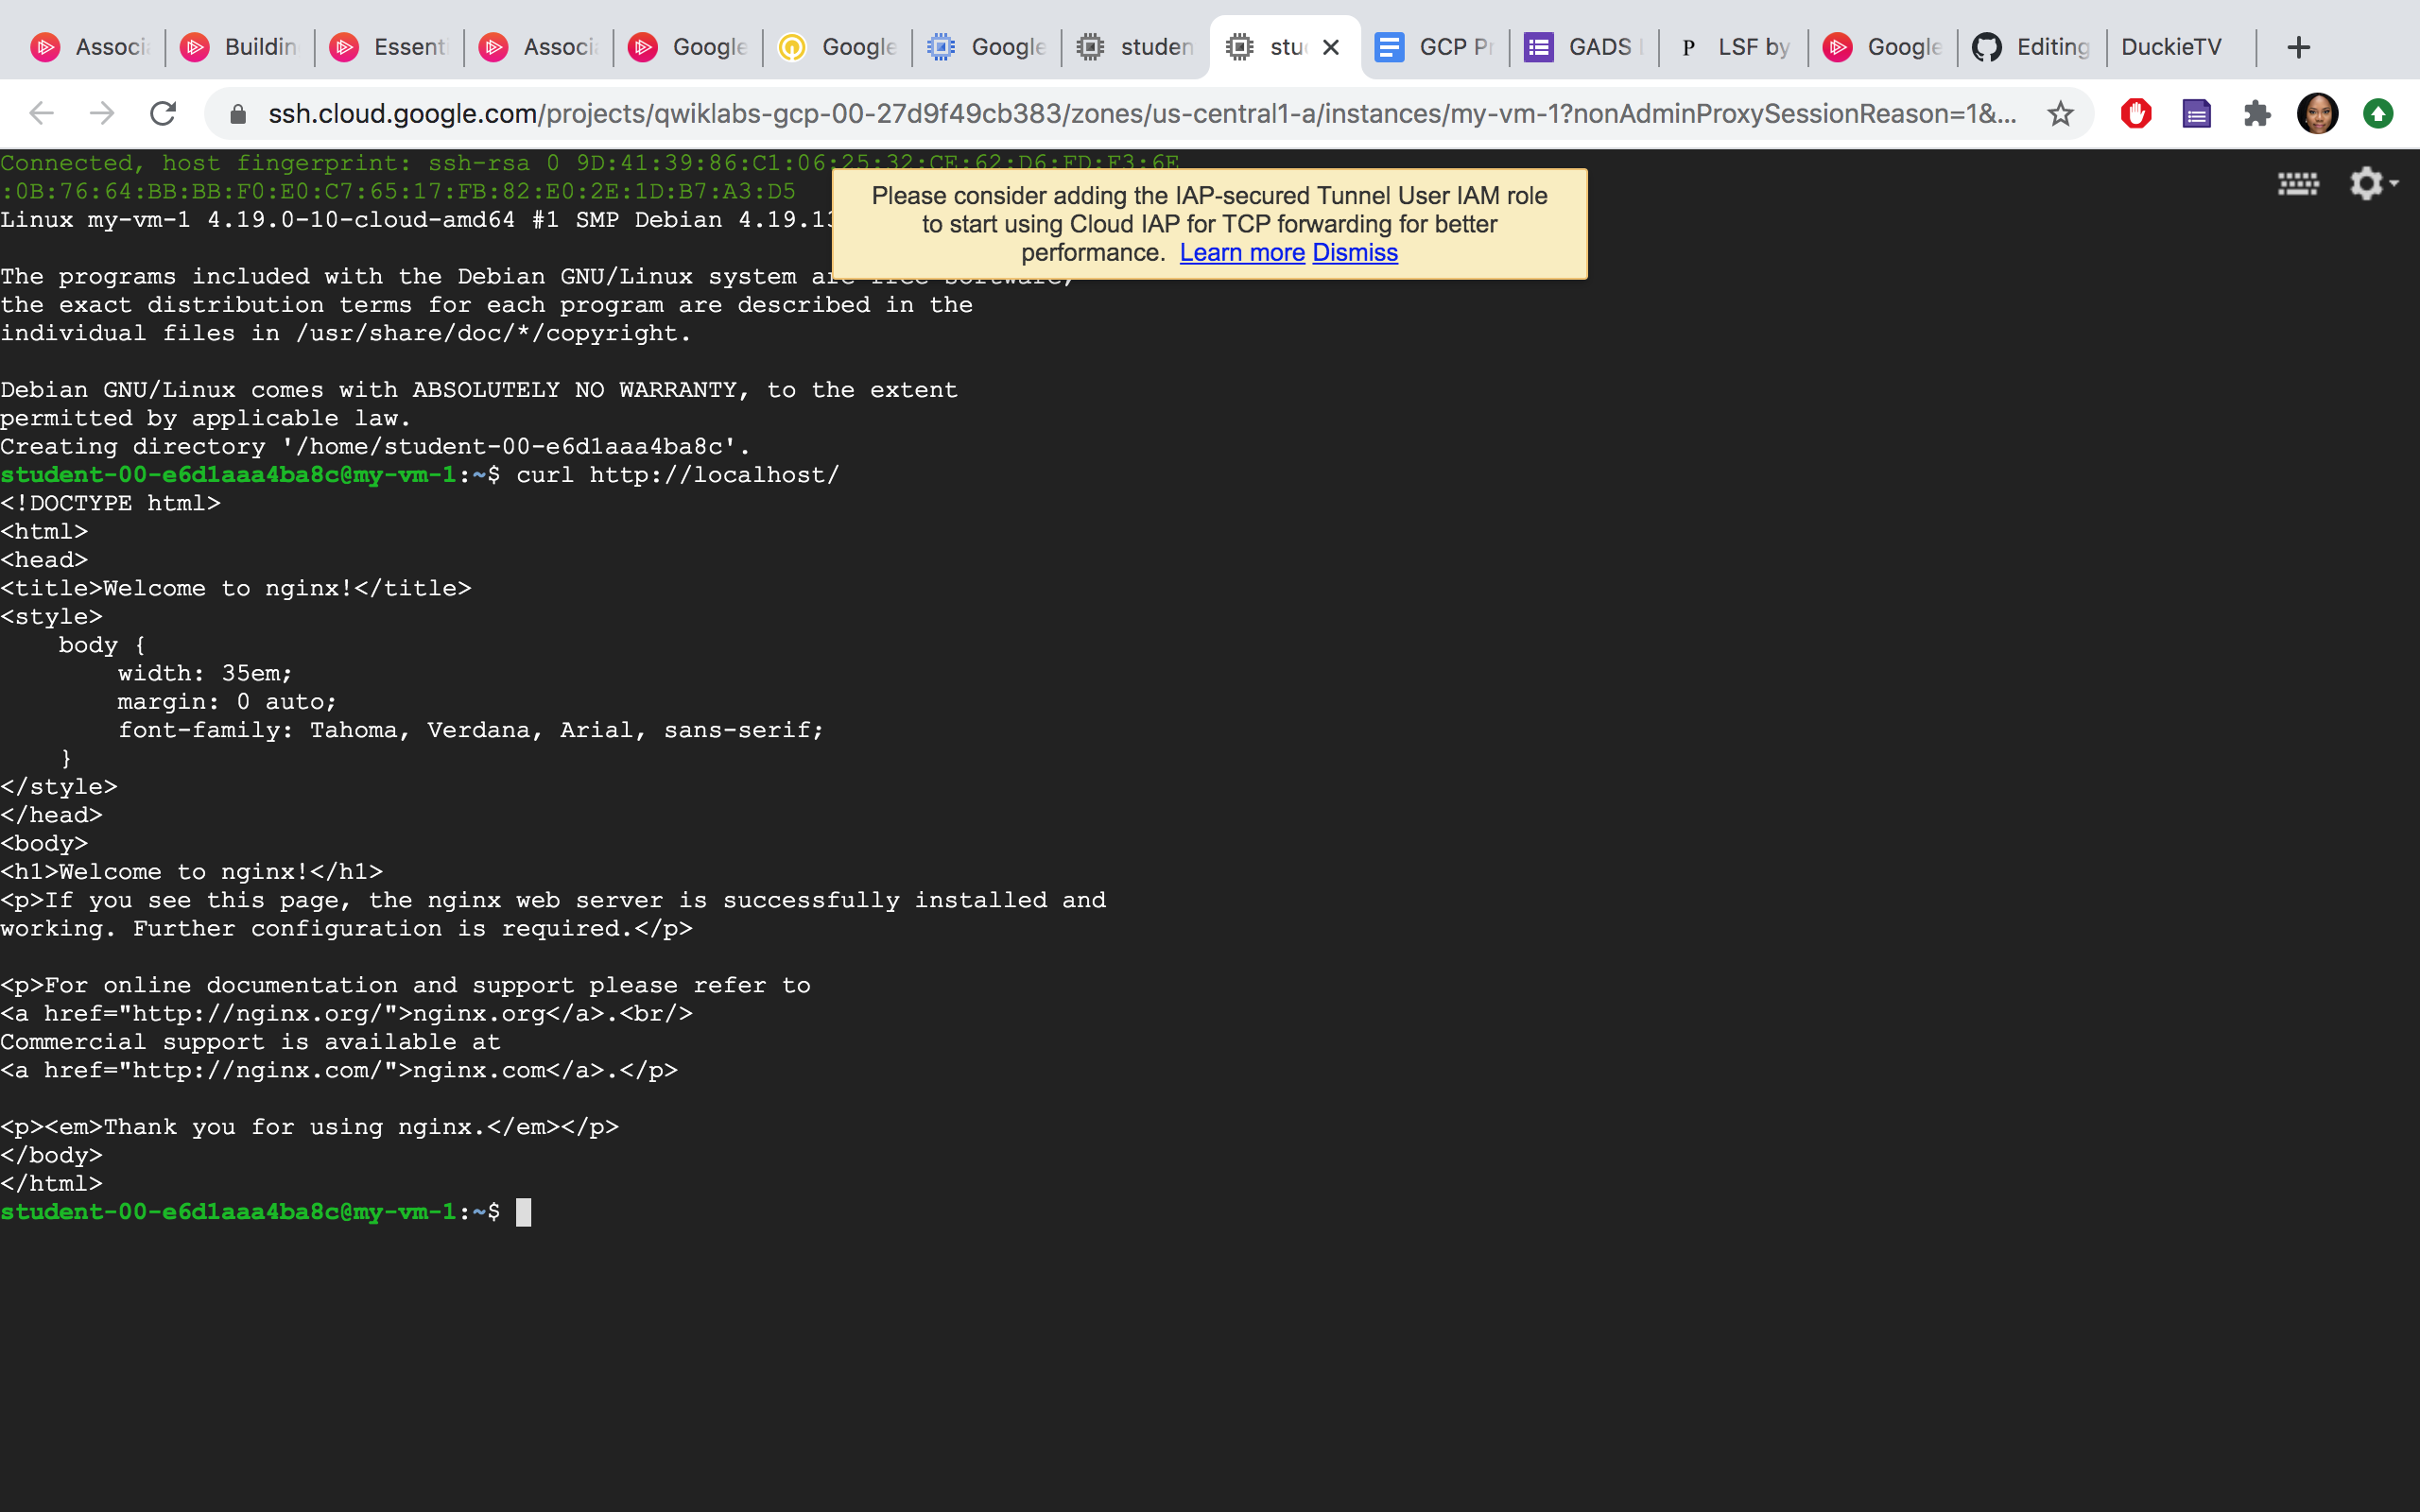 Associa
Buildin
Essenti
Associa
Google
Google
Google
studen
stu
GCP Pr
GADS
LSF by
Google
Editing
DuckieTV
ssh.cloud.google.com/projects/qwiklabs-gcp-00-27d9f49cb383/zones/us-central1-a/instances/my-vm-1?nonAdminProxySessionReason=1&...
Connected, host fingerprint: ssh-rsa 0 9D:41:39:86:C1:06:25:32:CE:62:D6:FD:F3:6E
:0B:76:64:BB:BB:F0:E0:C7:65:17:FB:82:E0:2E:1D:B7:A3:D5
Linux my-vm-1 4.19.0-10-cloud-amd64 #1 SMP Debian 4.19.13
Please consider adding the IAP-secured Tunnel User IAM role
to start using Cloud IAP for TCP forwarding for better
performance. Learn more Dismiss
The programs included with the Debian GNU/Linux system are free software;
the exact distribution terms for each program are described in the
individual files in /usr/share/doc/*/copyright.
Debian GNU/Linux comes with ABSOLUTELY NO WARRANTY, to the extent
permitted by applicable law.
Creating directory '/home/student-00-e6d1aaa4ba8c'.
student-00-e6d1aaa4ba8c@my-vm-1:~$ curl http://localhost/
<!DOCTYPE html>
<html>
<head>
<title>Welcome to nginx!</title>
<style>
    body {
        width: 35em;
        margin: 0 auto;
        font-family: Tahoma, Verdana, Arial, sans-serif;
    }
</style>
</head>
<body>
<h1>Welcome to nginx!</h1>
<p>If you see this page, the nginx web server is successfully installed and
working. Further configuration is required.</p>
<p>For online documentation and support please refer to
<a href="http://nginx.org/">nginx.org</a>.<br/>
Commercial support is available at
<a href="http://nginx.com/">nginx.com</a>.</p>
<p><em>Thank you for using nginx.</em></p>
</body>
</html>
student-00-e6d1aaa4ba8c@my-vm-1:~$